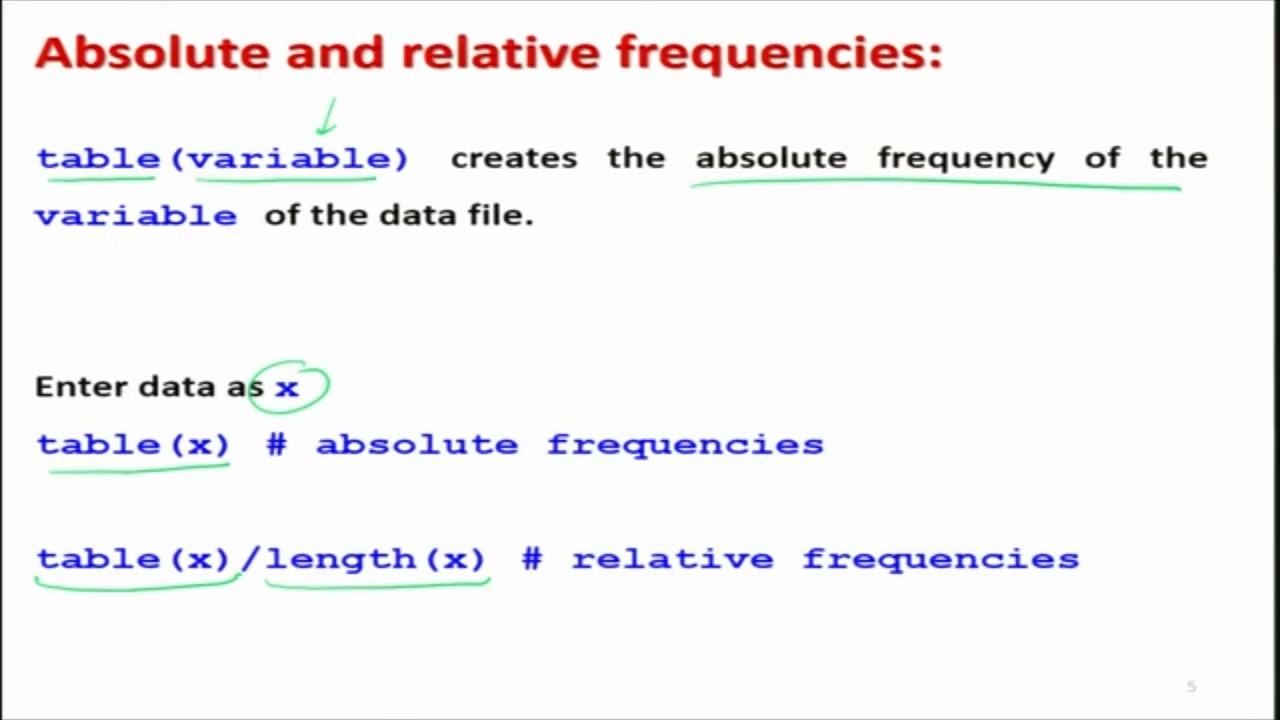 Absolute and relative frequencies:
table(variable) creates the absolute frequency of the
variable of the data file.
Enter data as x
table(x) # absolute frequencies
table(x)/length(x) # relative frequencies
5